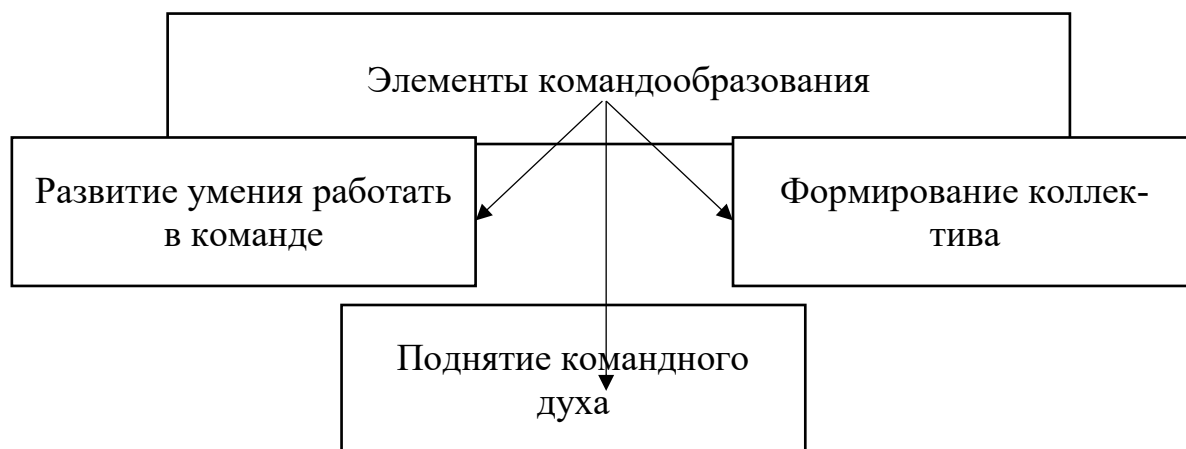 Элементы командообразования
Развитие умения работать
в команде
Формирование коллек-
тива
Поднятие командного
духа